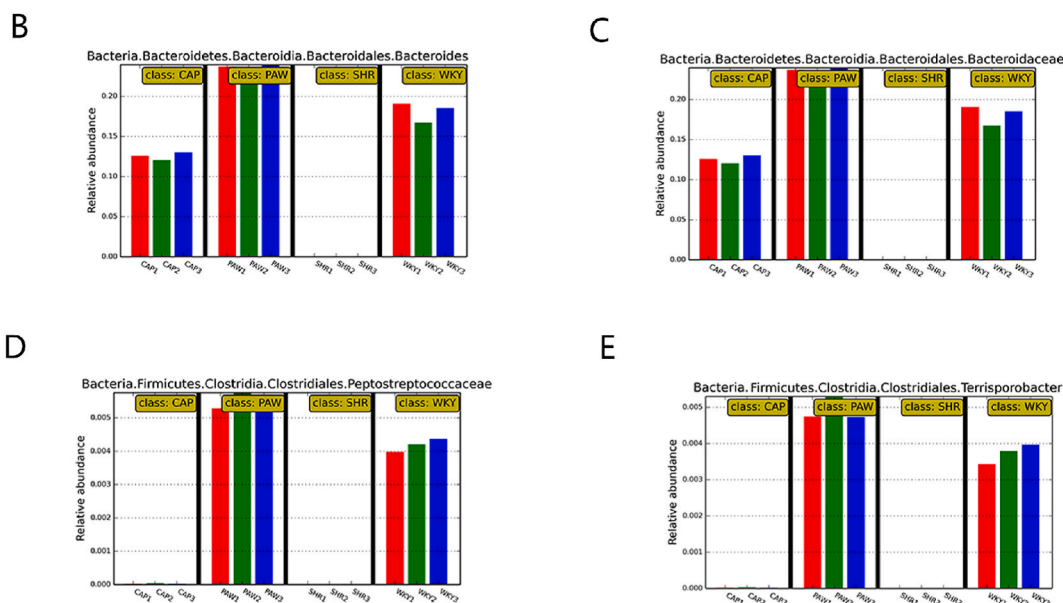 B
Bacteria.Bacteroidetes.Bacteroidia.Bacteroidales.Bacteroides
class: CAP class: PAW class: SHR class: WKY
0.20
0.15
0.10
0.05
0.00
Relative abundance
CAP1 CAP2 CAP3 PAW1 PAW2 PAW3 SHR1 SHR2 SHR3 WKY1 WKY2 WKY3
C
Bacteria.Bacteroidetes.Bacteroidia.Bacteroidales.Bacteroidaceae
class: CAP class: PAW class: SHR class: WKY
0.20
0.15
0.10
0.05
0.00
Relative abundance
CAP1 CAP2 CAP3 PAW1 PAW2 PAW3 SHR1 SHR2 SHR3 WKY1 WKY2 WKY3
D
Bacteria.Firmicutes.Clostridia.Clostridiales.Peptostreptococcaceae
class: CAP class: PAW class: SHR class: WKY
0.005
0.004
0.003
0.002
0.001
0.000
Relative abundance
CAP1 CAP2 CAP3 PAW1 PAW2 PAW3 SHR1 SHR2 SHR3 WKY1 WKY2 WKY3
E
Bacteria.Firmicutes.Clostridia.Clostridiales.Terrisporobacter
class: CAP class: PAW class: SHR class: WKY
0.005
0.004
0.003
0.002
0.001
0.000
Relative abundance
CAP1 PAW1 SHR1 WKY1